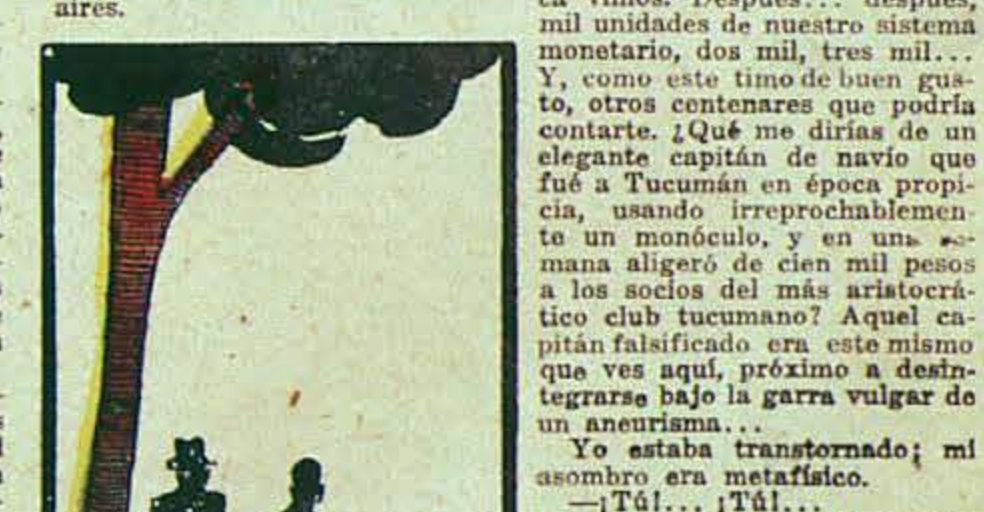 aires.
ca vimos. Después... después,
mil unidades de nuestro sistema
monetario, dos mil, tres mil...
Y, como este timo de buen gus-
to, otros centenares que podría
contarte. ¿Qué me dirías de un
elegante capitán de navío que
fué a Tucumán en época propi-
cia, usando irreprochablemen-
te un monóculo, y en una se-
mana aligeró de cien mil pesos
a los socios del más aristocrá-
tico club tucumano? Aquel ca-
pitán falsificado era este mismo
que ves aquí, próximo a desin-
tegrarse bajo la garra vulgar de
un aneurisma...
Yo estaba transtornado; mi
asombro era metafísico.
—¡Tú!... ¡Tú!...